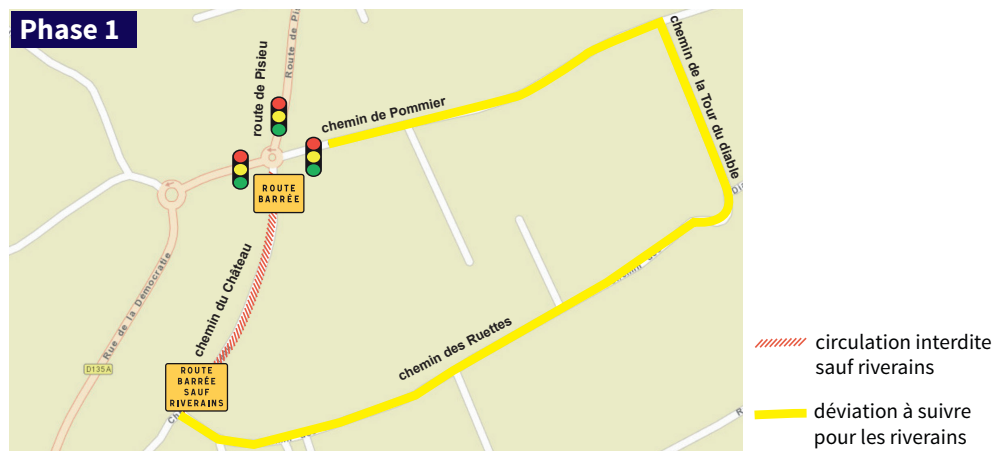 Phase 1
route de Pisieu
Route de Pi
chemin de Pommier
chemin de la Tour du diable
ROUTE
BARRÉE
chemin du Château
Rue de la Démocratie
D135A
ROUTE
BARRÉE
SAUF
RIVERAINS
Ch
chemin des Ruettes
circulation interdite
sauf riverains
déviation à suivre
pour les riverains